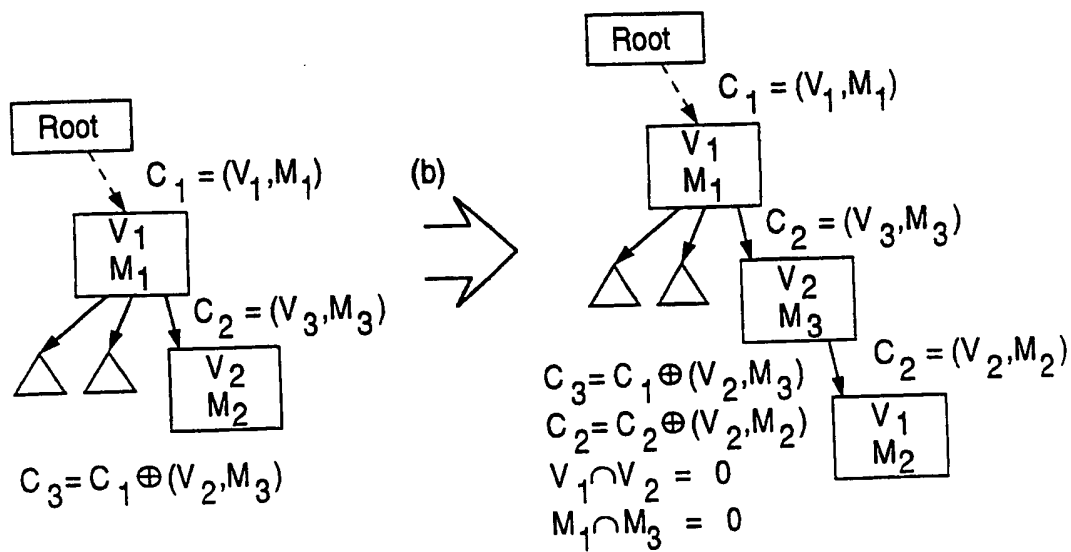 Root
C1 = (V1,M1)
V1
M1
C2 = (V3,M3)
V2
M2
C3=C1⊕(V2,M3)
(b)
Root
C1 = (V1,M1)
V1
M1
C2 = (V3,M3)
V2
M3
C2 = (V2,M2)
V1
M2
C3=C1⊕(V2,M3)
C2=C2⊕(V2,M2)
V1∩V2 = 0
M1∩M3 = 0